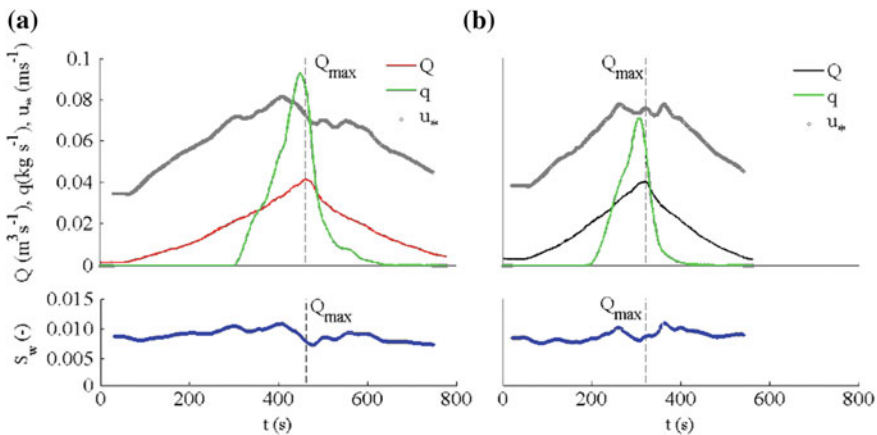 (a)
(b)
Q (m³s⁻¹), q(kg s⁻¹), u* (ms⁻¹)
0.1
0.08
0.06
0.04
0.02
0
Qmax
Q
q
u*
Qmax
Q
q
u*
Sw (-)
0.015
0.010
0.005
0
Qmax
0 200 400 600 800
t (s)
Qmax
0 200 400 600 800
t (s)